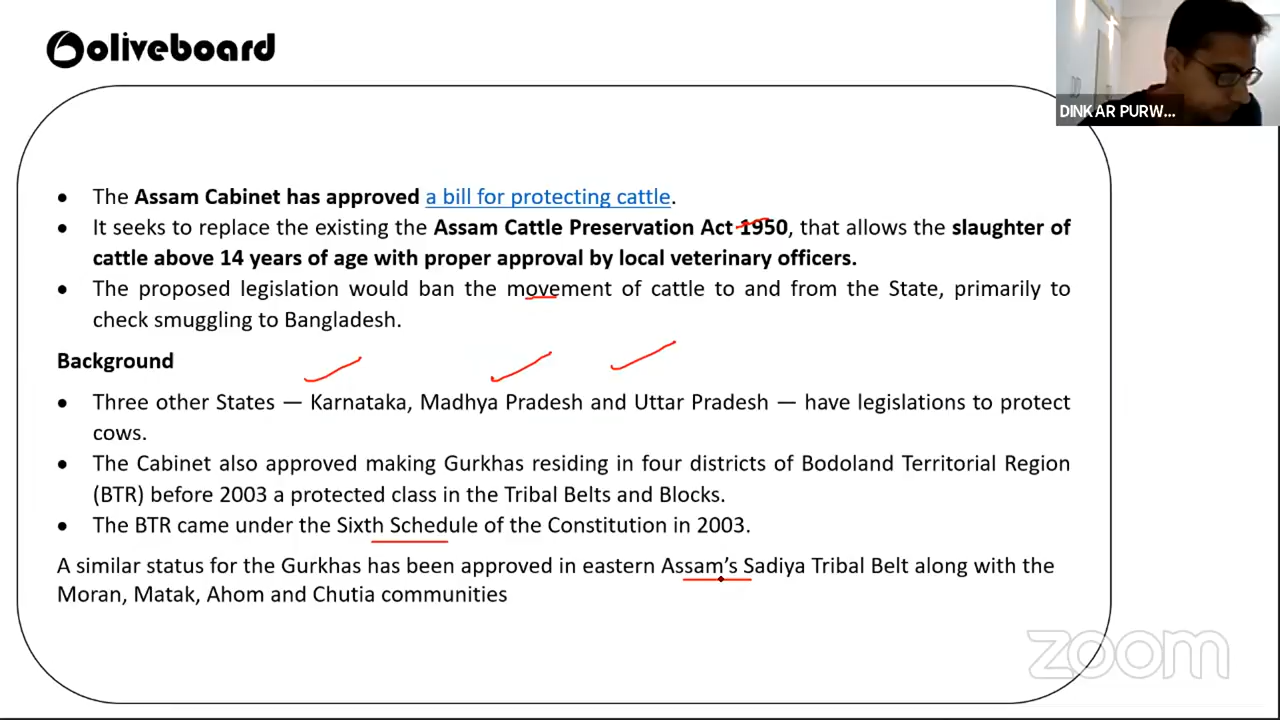 oliveboard
DINKAR PURW...
• The Assam Cabinet has approved a bill for protecting cattle.
• It seeks to replace the existing the Assam Cattle Preservation Act 1950, that allows the slaughter of
cattle above 14 years of age with proper approval by local veterinary officers.
• The proposed legislation would ban the movement of cattle to and from the State, primarily to
check smuggling to Bangladesh.
Background
• Three other States — Karnataka, Madhya Pradesh and Uttar Pradesh — have legislations to protect
cows.
• The Cabinet also approved making Gurkhas residing in four districts of Bodoland Territorial Region
(BTR) before 2003 a protected class in the Tribal Belts and Blocks.
• The BTR came under the Sixth Schedule of the Constitution in 2003.
A similar status for the Gurkhas has been approved in eastern Assam's Sadiya Tribal Belt along with the
Moran, Matak, Ahom and Chutia communities
zoom